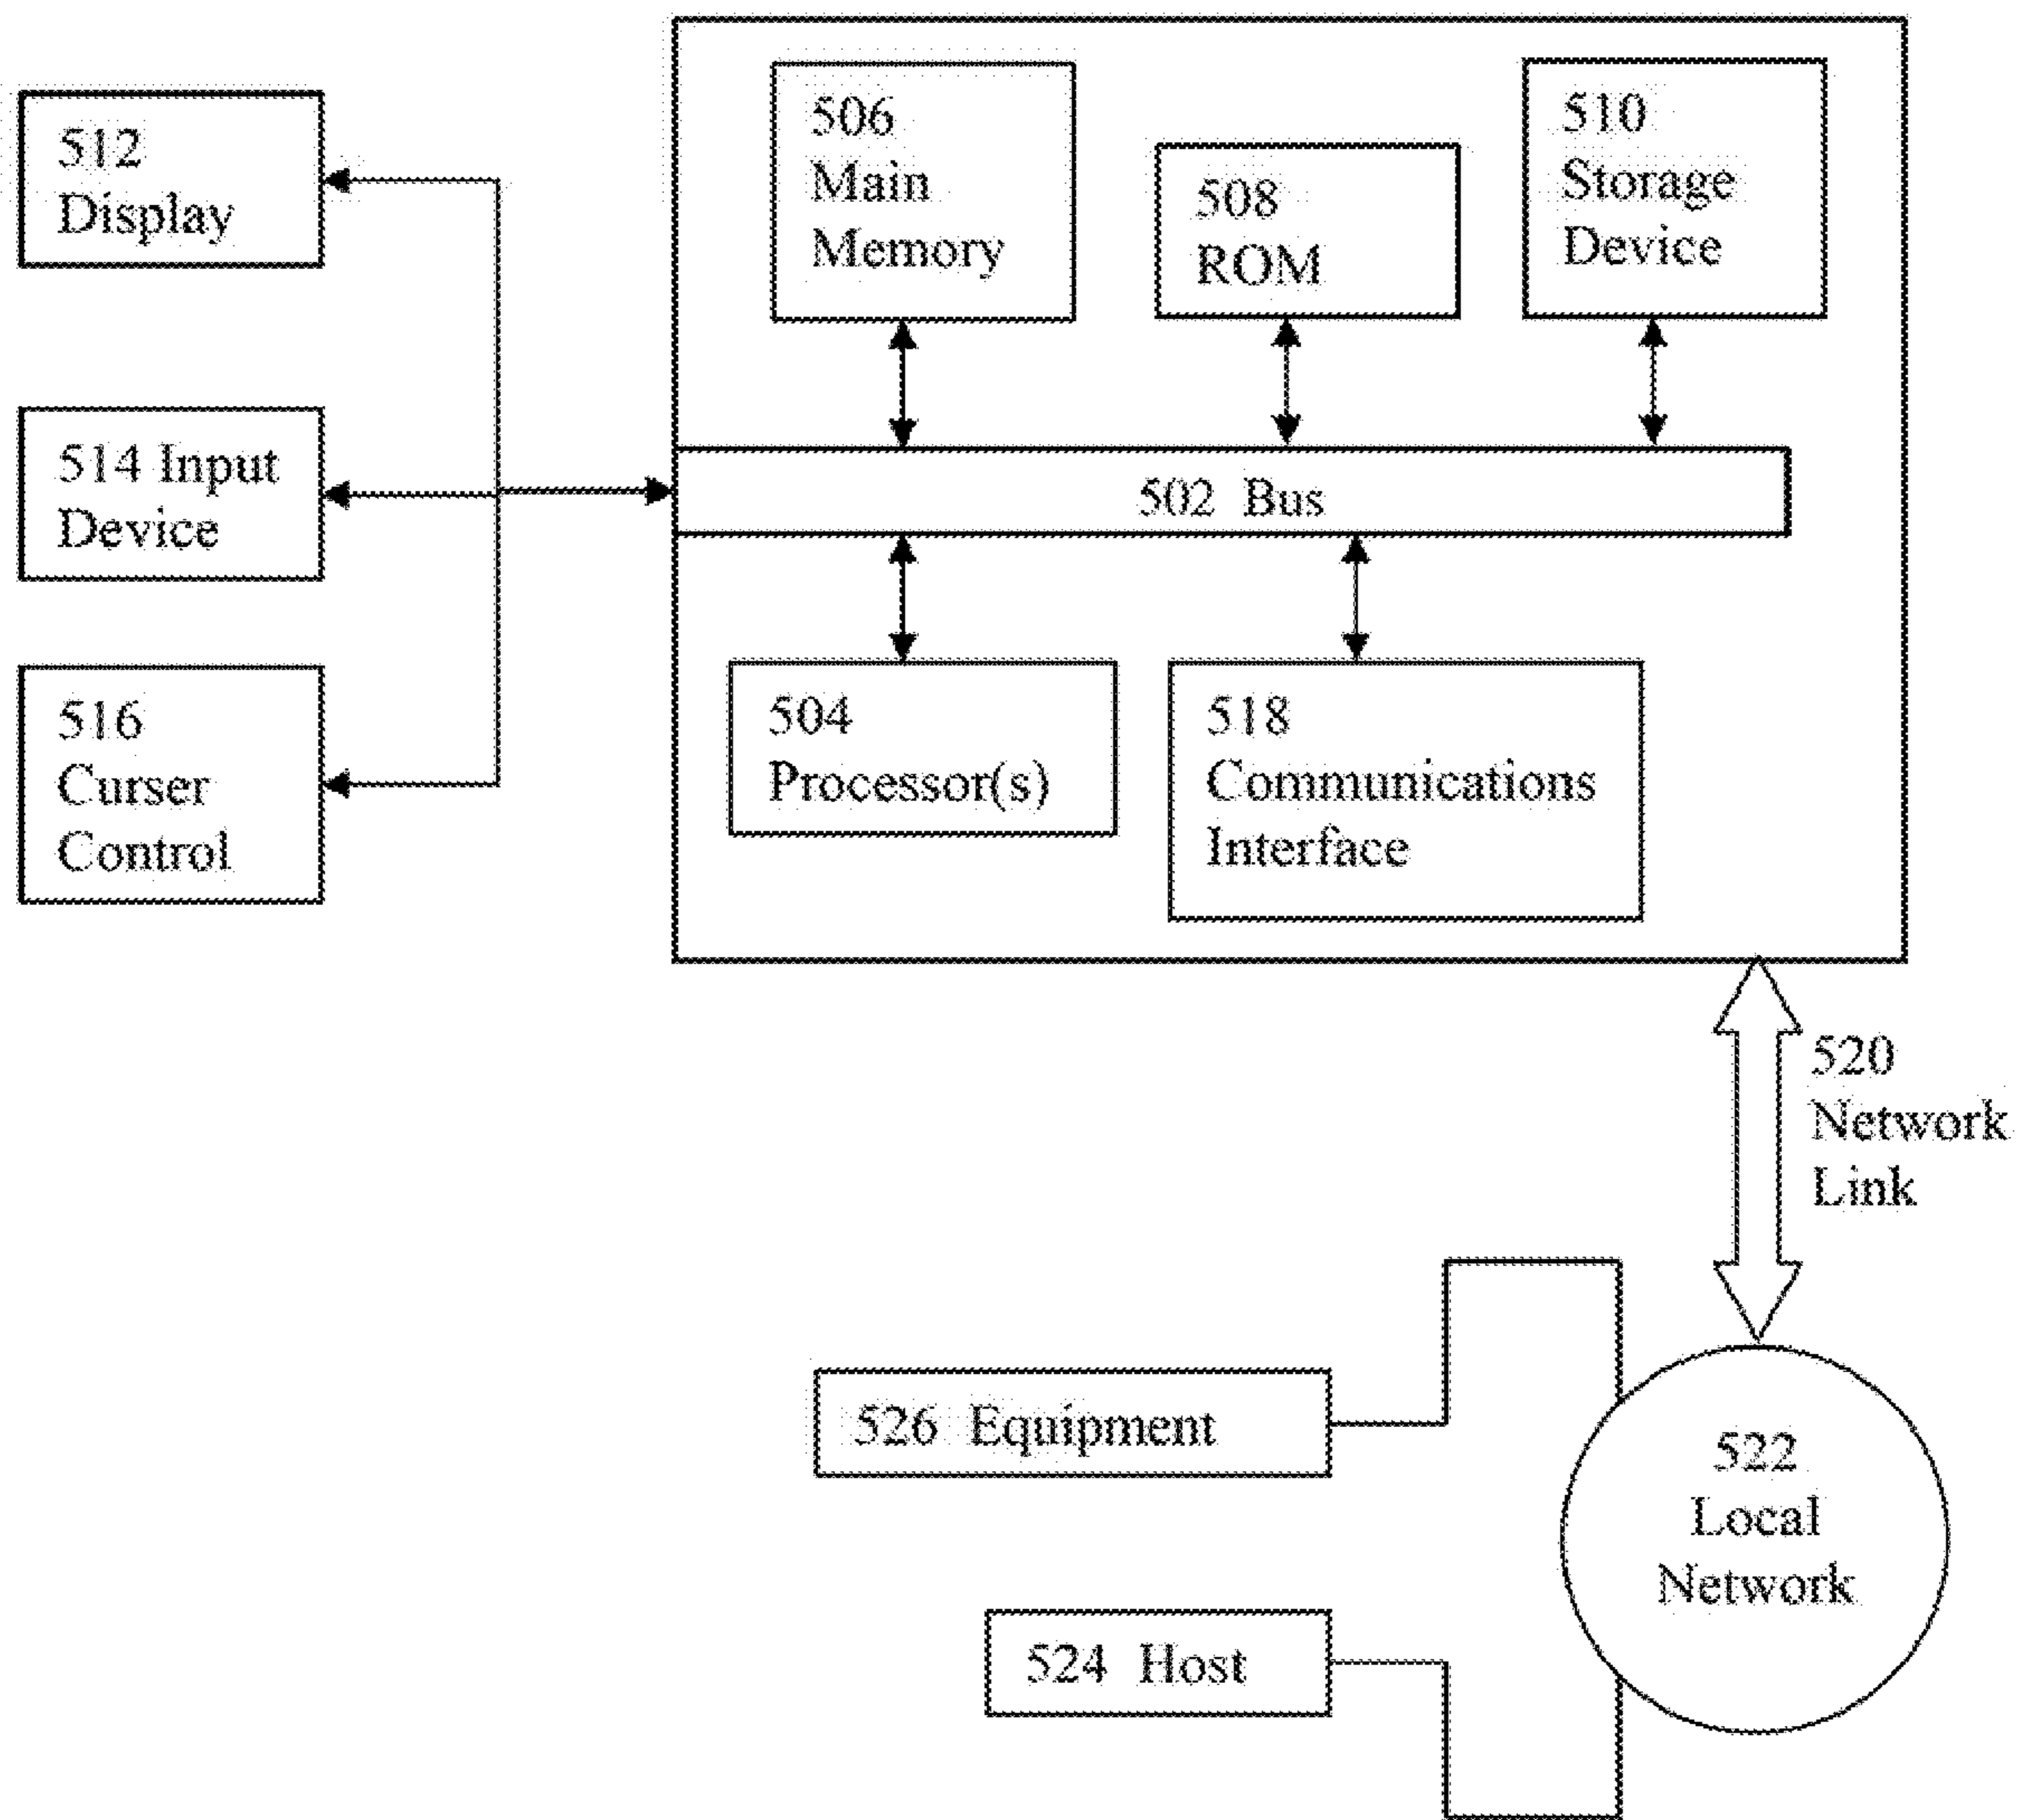 512
Display
514 Input
Device
516
Curser
Control
506
Main
Memory
508
ROM
510
Storage
Device
502 Bus
504
Processor(s)
518
Communications
Interface
520
Network
Link
526 Equipment
522
Local
Network
524 Host